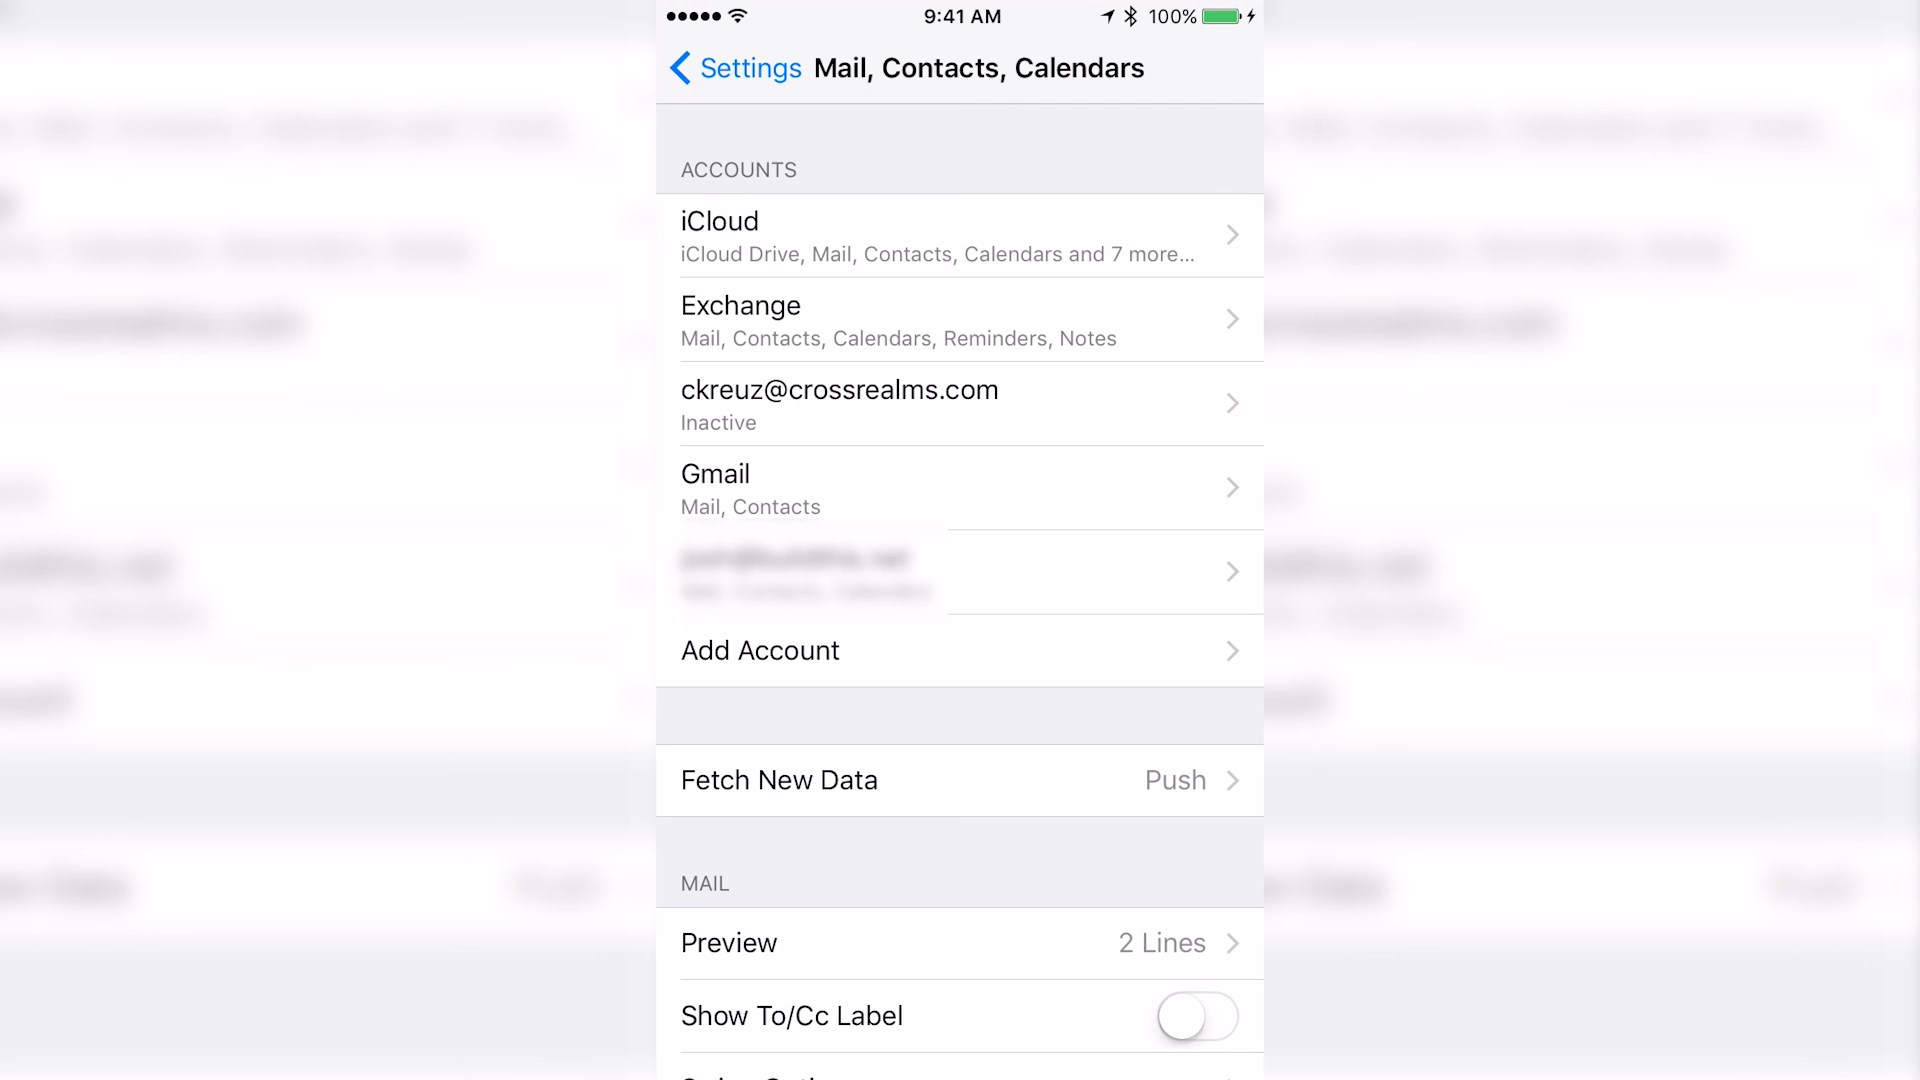 9:41 AM
100%
Settings
Mail, Contacts, Calendars
ACCOUNTS
iCloud
iCloud Drive, Mail, Contacts, Calendars and 7 more...
Exchange
Mail, Contacts, Calendars, Reminders, Notes
ckreuz@crossrealms.com
Inactive
Gmail
Mail, Contacts
Add Account
Fetch New Data
Push
MAIL
Preview
2 Lines
Show To/Cc Label